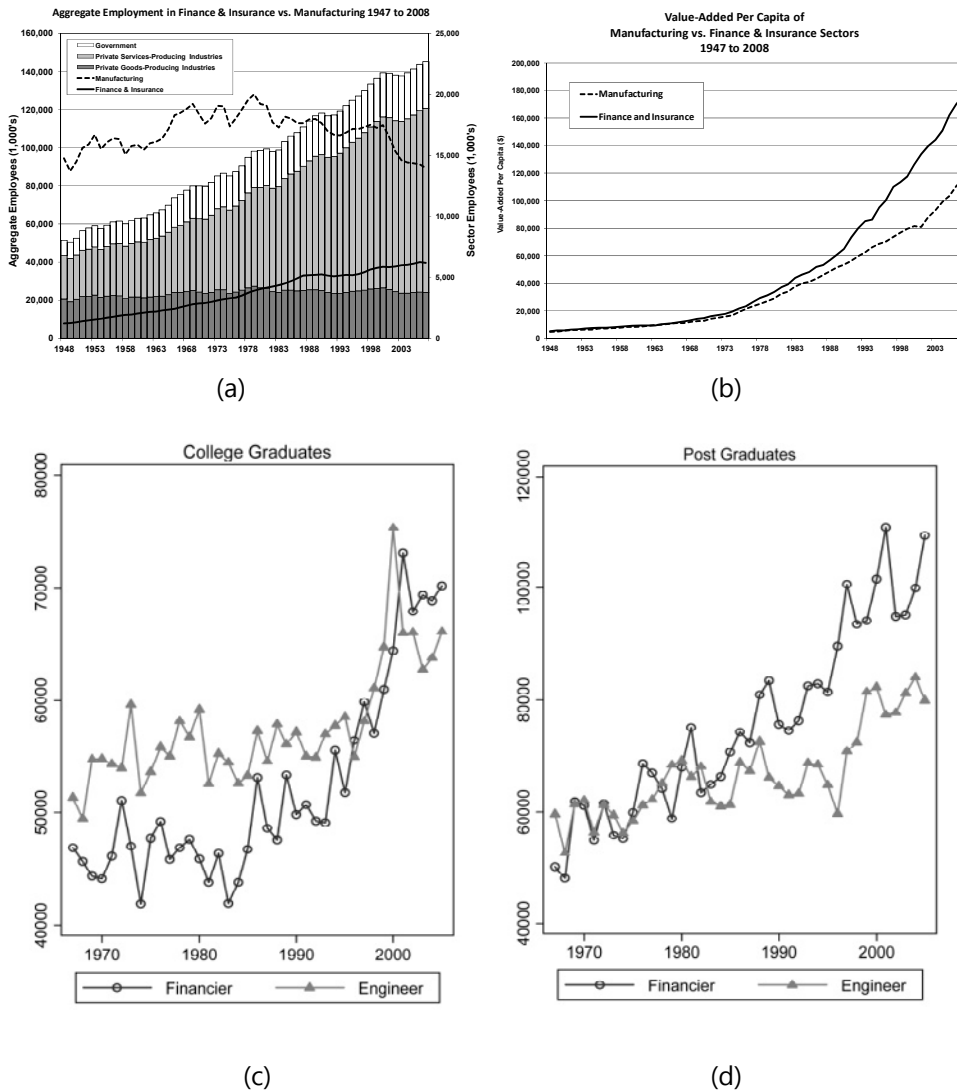 Aggregate Employment in Finance & Insurance vs. Manufacturing 1947 to 2008
Government
Private Services-Producing Industries
Private Goods-Producing Industries
Manufacturing
Finance & Insurance
Aggregate Employees (1,000's)
160,000
140,000
120,000
100,000
80,000
60,000
40,000
20,000
0
25,000
20,000
15,000
10,000
5,000
0
Sector Employees (1,000's)
1948 1953 1958 1963 1968 1973 1978 1983 1988 1993 1998 2003
(a)
Value-Added Per Capita of
Manufacturing vs. Finance & Insurance Sectors
1947 to 2008
Manufacturing
Finance and Insurance
Value-Added Per Capita ($)
200,000
180,000
160,000
140,000
120,000
100,000
80,000
60,000
40,000
20,000
0
1948 1953 1958 1963 1968 1973 1978 1983 1988 1993 1998 2003
(b)
College Graduates
80000
70000
60000
50000
40000
1970 1980 1990 2000
Financier Engineer
(c)
Post Graduates
120000
100000
80000
60000
40000
1970 1980 1990 2000
Financier Engineer
(d)